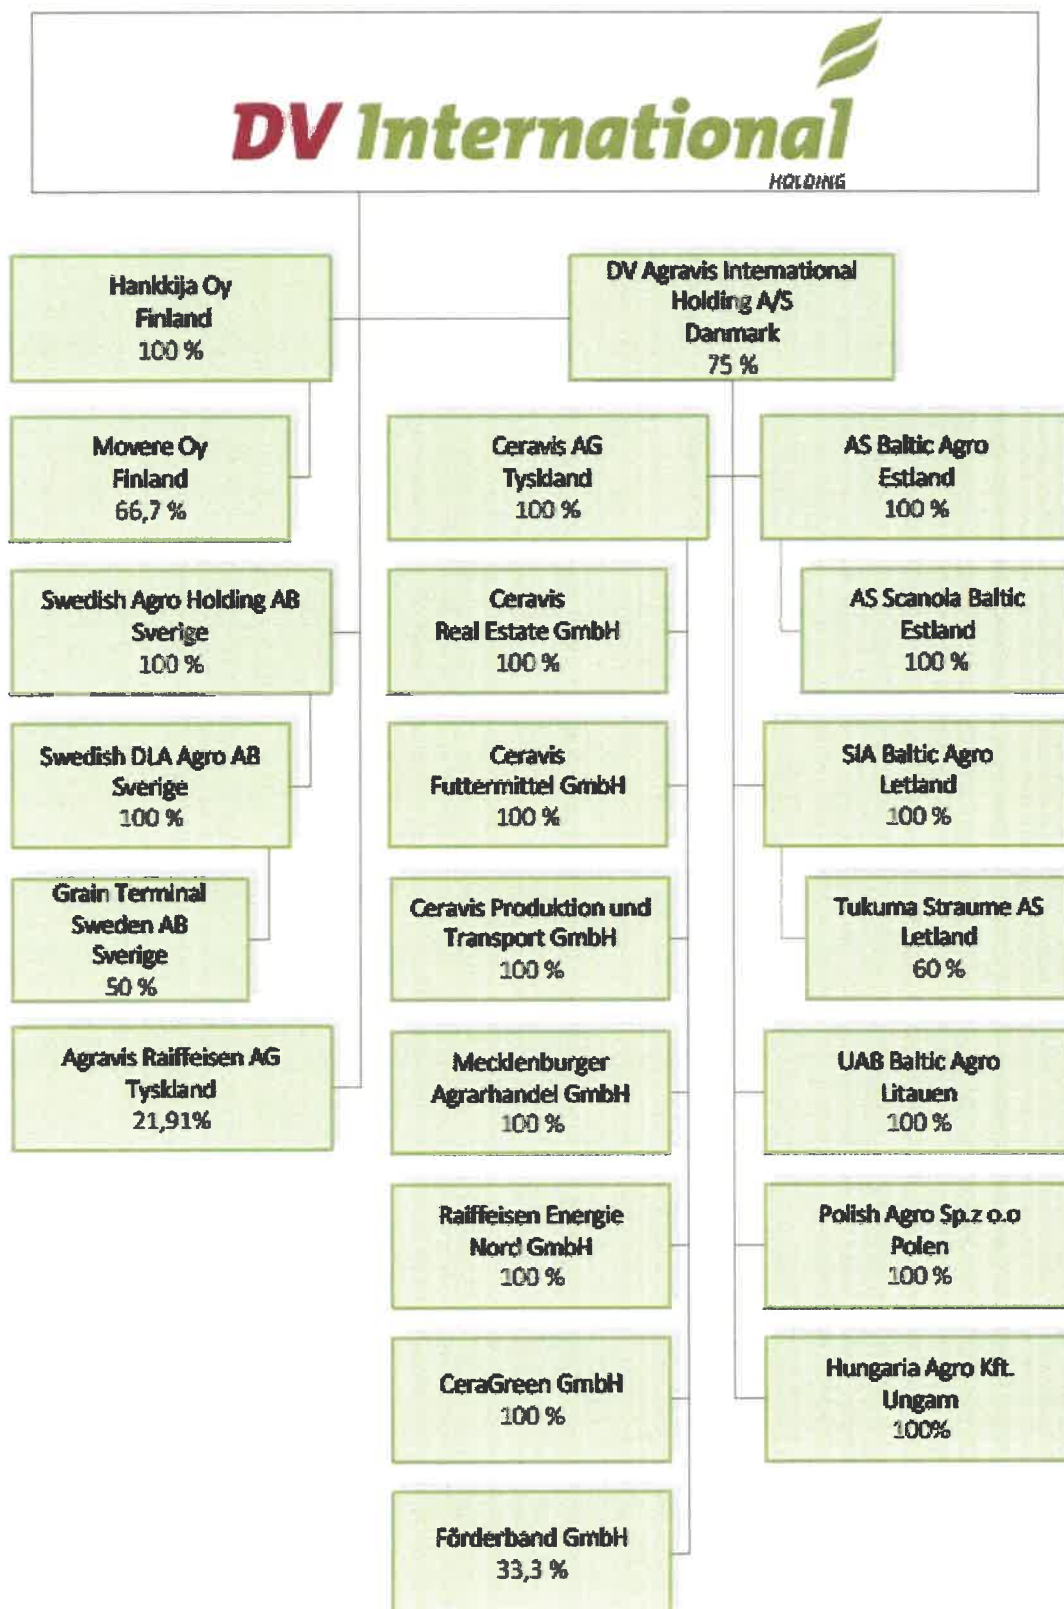 DV International
HOLDING
Hankkija Oy
Finland
100 %
DV Agravis International
Holding A/S
Danmark
75 %
Movere Oy
Finland
66,7 %
Ceravis AG
Tyskland
100 %
AS Baltic Agro
Estland
100 %
Swedish Agro Holding AB
Sverige
100 %
Ceravis
Real Estate GmbH
100 %
AS Scanola Baltic
Estland
100 %
Swedish DLA Agro AB
Sverige
100 %
Ceravis
Futtermittel GmbH
100 %
SIA Baltic Agro
Letland
100 %
Grain Terminal
Sweden AB
Sverige
50 %
Ceravis Produktion und
Transport GmbH
100 %
Tukuma Straume AS
Letland
60 %
Agravis Raiffeisen AG
Tyskland
21,91%
Mecklenburger
Agrarhandel GmbH
100 %
UAB Baltic Agro
Litauen
100 %
Raiffeisen Energie
Nord GmbH
100 %
Polish Agro Sp.z o.o
Polen
100 %
CeraGreen GmbH
100 %
Hungaria Agro Kft.
Ungarn
100%
Förderband GmbH
33,3 %